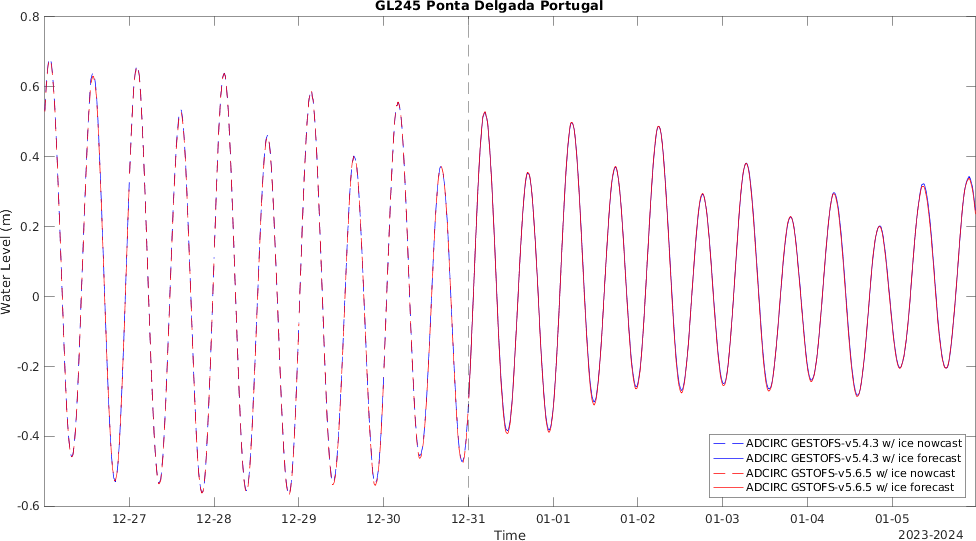 GL245 Ponta Delgada Portugal
0.8
0.6
0.4
0.2
0
-0.2
-0.4
-0.6
Water Level (m)
ADCIRC GESTOFS-v5.4.3 w/ ice nowcast
ADCIRC GESTOFS-v5.4.3 w/ ice forecast
ADCIRC GSTOFS-v5.6.5 w/ ice nowcast
ADCIRC GSTOFS-v5.6.5 w/ ice forecast
12-27 12-28 12-29 12-30 12-31 01-01 01-02 01-03 01-04 01-05
Time
2023-2024